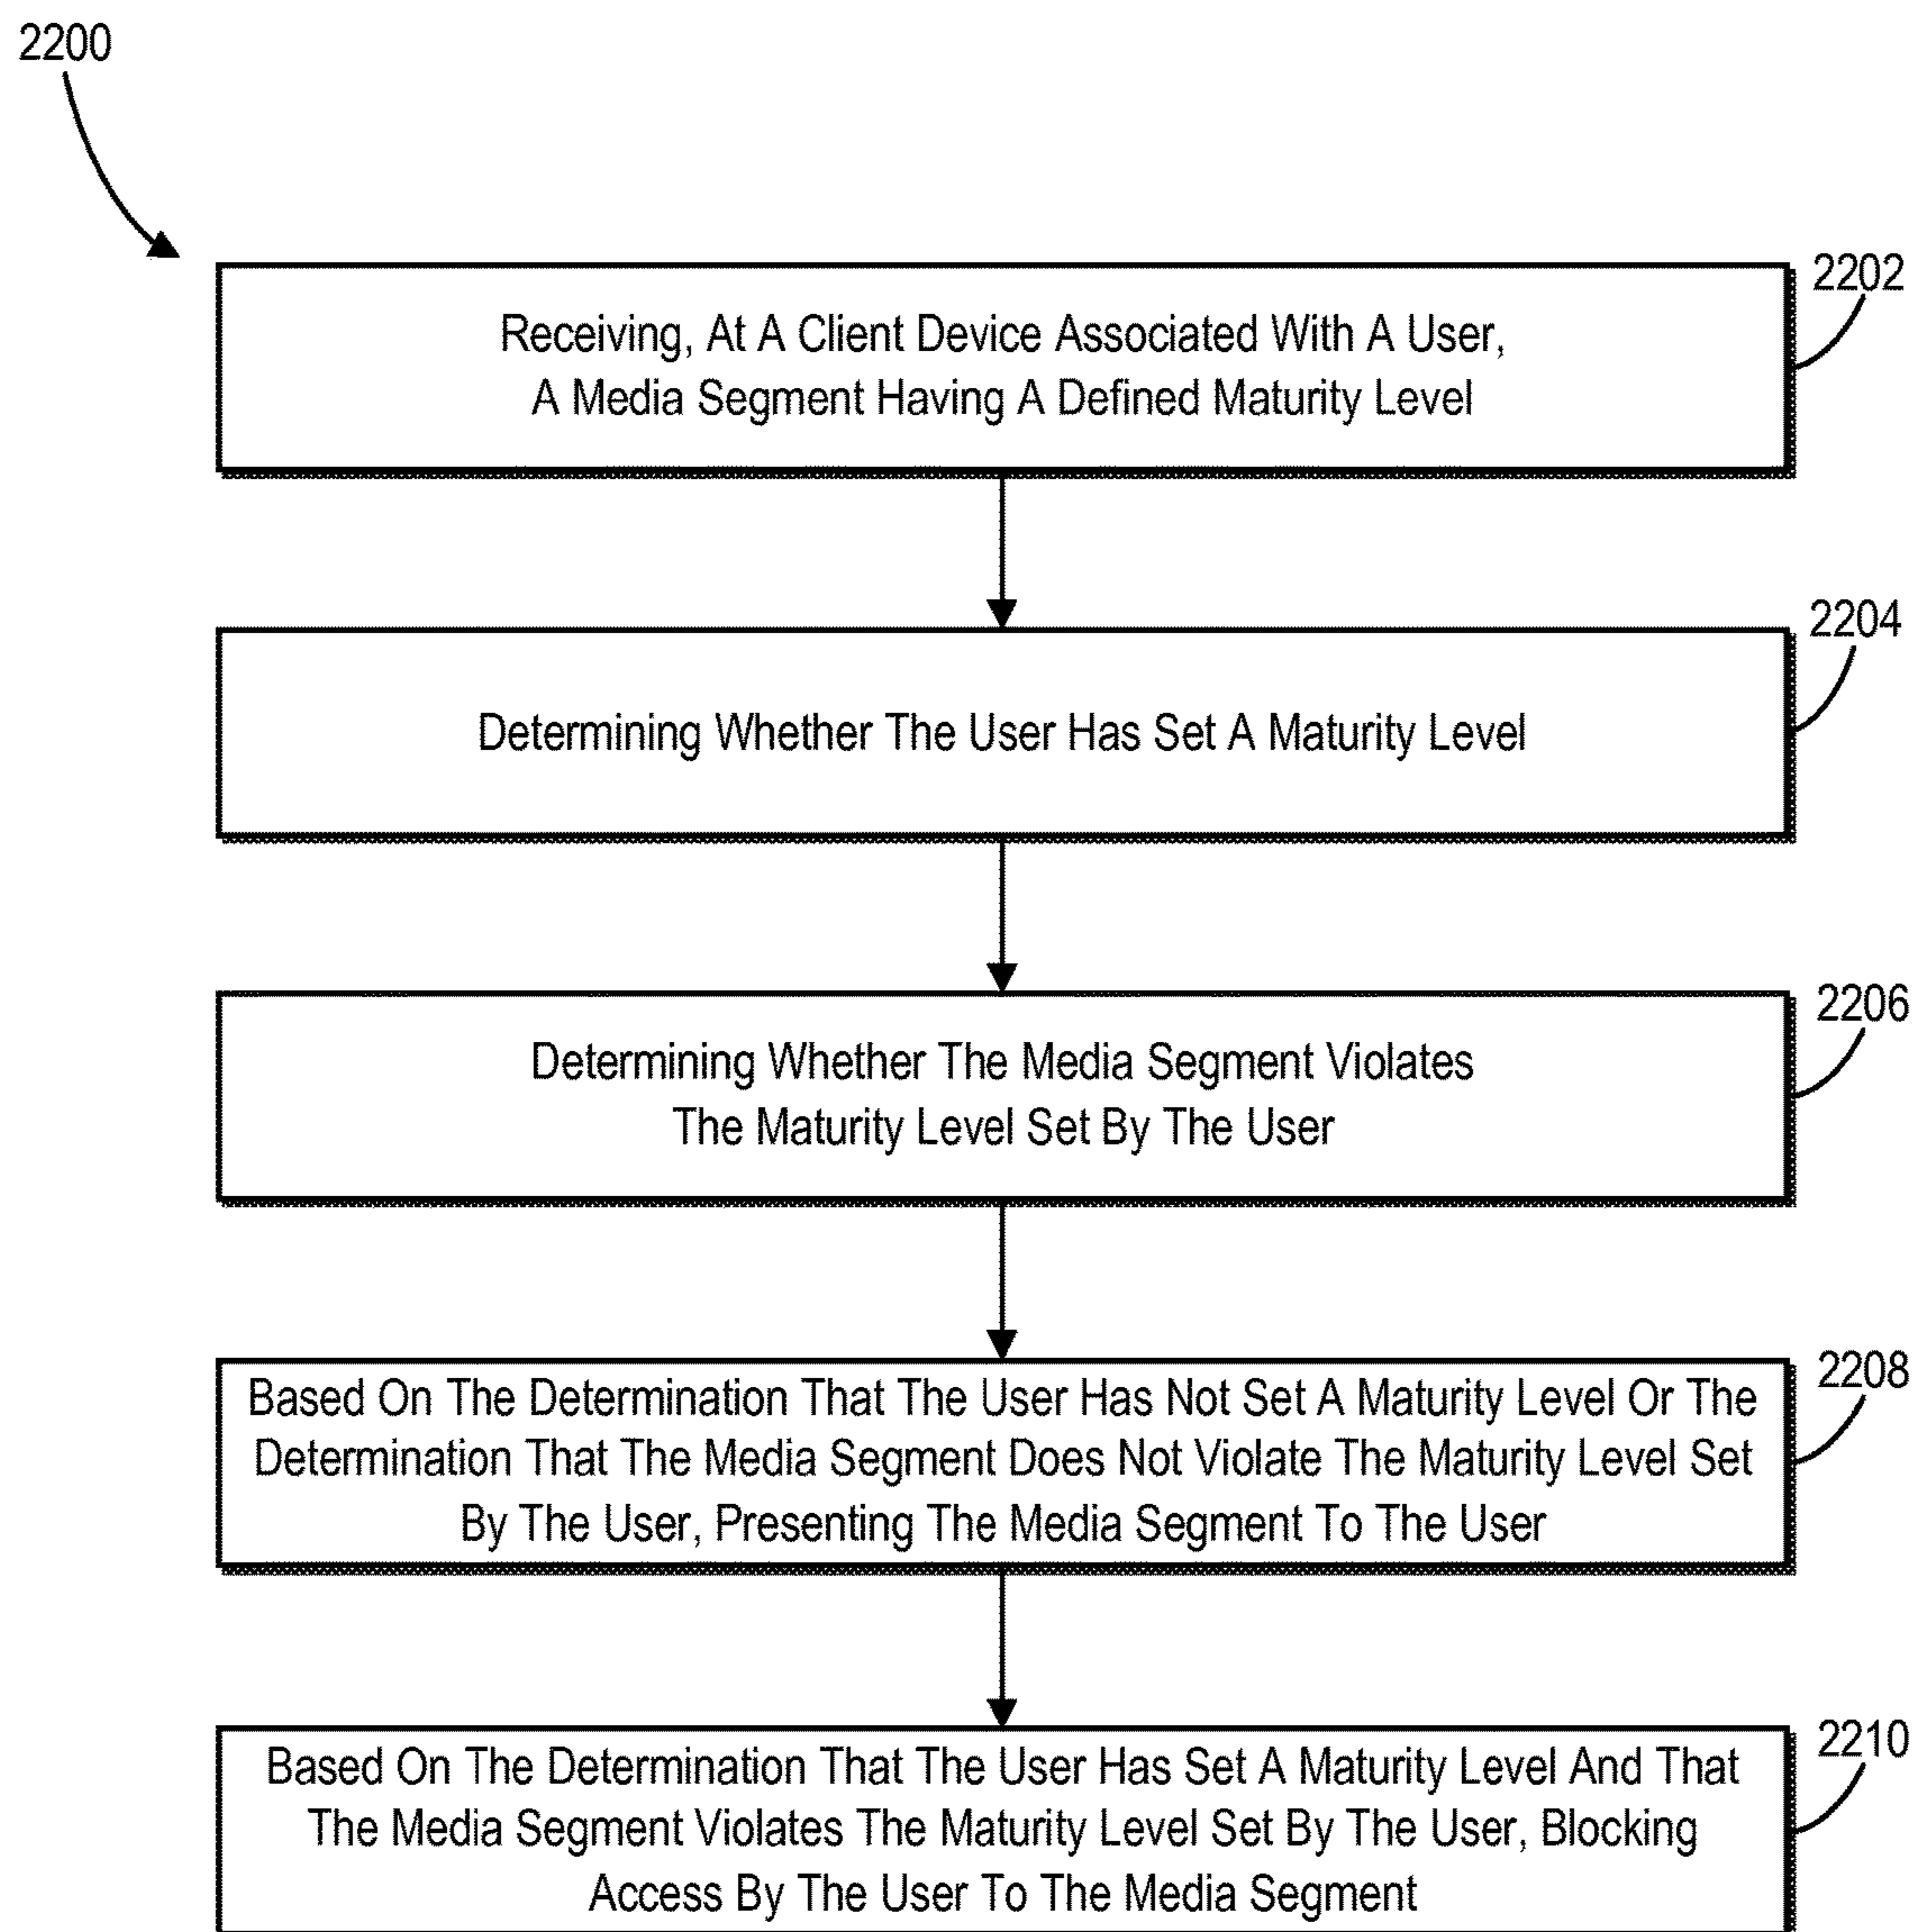 2200
2202
Receiving, At A Client Device Associated With A User,
A Media Segment Having A Defined Maturity Level
2204
Determining Whether The User Has Set A Maturity Level
2206
Determining Whether The Media Segment Violates
The Maturity Level Set By The User
2208
Based On The Determination That The User Has Not Set A Maturity Level Or The
Determination That The Media Segment Does Not Violate The Maturity Level Set
By The User, Presenting The Media Segment To The User
2210
Based On The Determination That The User Has Set A Maturity Level And That
The Media Segment Violates The Maturity Level Set By The User, Blocking
Access By The User To The Media Segment